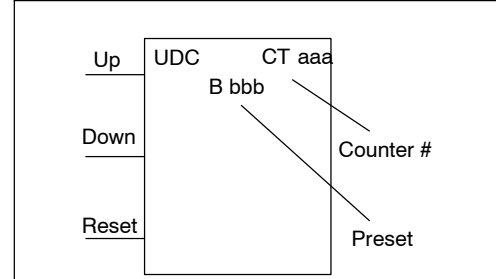 Up
UDC CT aaa
B bbb
Down
Counter #
Reset
Preset